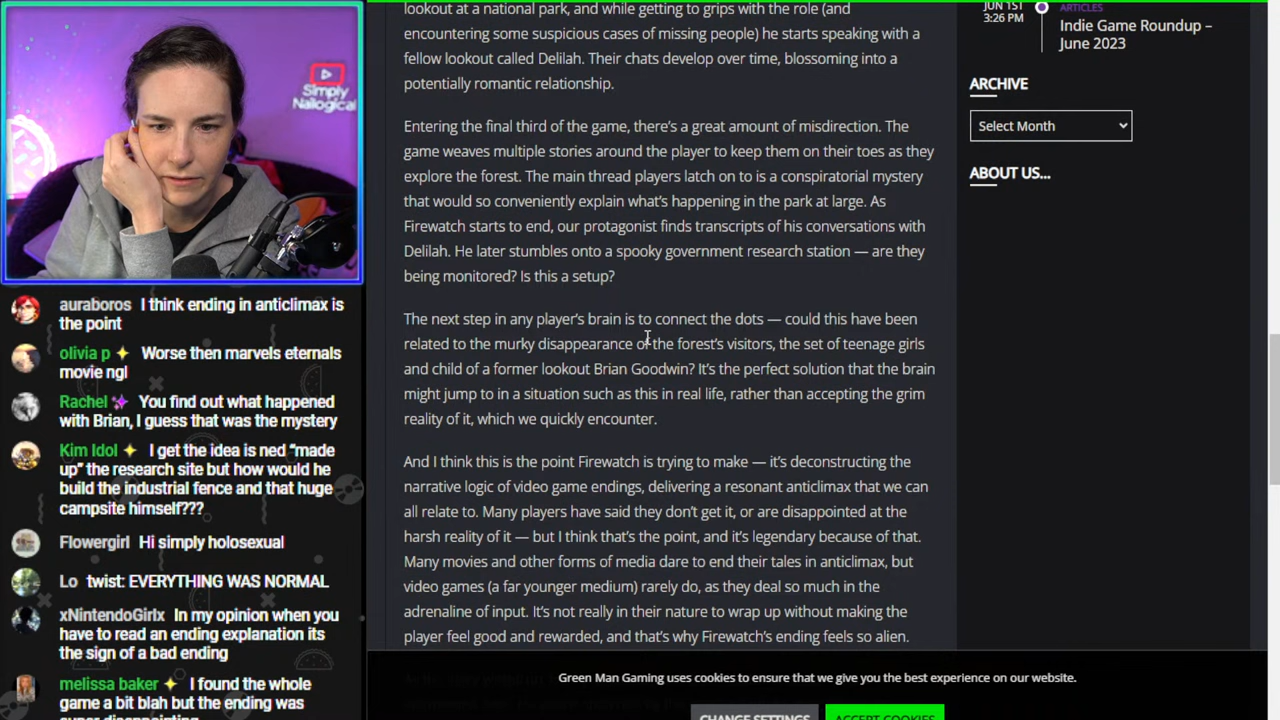 Simply
Nailogical
auraboros I think ending in anticlimax is
the point
olivia p Worse then marvels eternals
movie ngl
Rachel You find out what happened
with Brian, I guess that was the mystery
Kim Idol I get the idea is ned “made
up” the research site but how would he
build the industrial fence and that huge
campsite himself???
Flowergirl Hi simply holosexual
Lo twist: EVERYTHING WAS NORMAL
xNintendoGirlx In my opinion when you
have to read an ending explanation its
the sign of a bad ending
melissa baker I found the whole
game a bit blah but the ending was
super disappointing
lookout at a national park, and while getting to grips with the role (and
encountering some suspicious cases of missing people) he starts speaking with a
fellow lookout called Delilah. Their chats develop over time, blossoming into a
potentially romantic relationship.
Entering the final third of the game, there’s a great amount of misdirection. The
game weaves multiple stories around the player to keep them on their toes as they
explore the forest. The main thread players latch on to is a conspiratorial mystery
that would so conveniently explain what’s happening in the park at large. As
Firewatch starts to end, our protagonist finds transcripts of his conversations with
Delilah. He later stumbles onto a spooky government research station — are they
being monitored? Is this a setup?
The next step in any player’s brain is to connect the dots — could this have been
related to the murky disappearance of the forest’s visitors, the set of teenage girls
and child of a former lookout Brian Goodwin? It’s the perfect solution that the brain
might jump to in a situation such as this in real life, rather than accepting the grim
reality of it, which we quickly encounter.
And I think this is the point Firewatch is trying to make — it’s deconstructing the
narrative logic of video game endings, delivering a resonant anticlimax that we can
all relate to. Many players have said they don’t get it, or are disappointed at the
harsh reality of it — but I think that’s the point, and it’s legendary because of that.
Many movies and other forms of media dare to end their tales in anticlimax, but
video games (a far younger medium) rarely do, as they deal so much in the
adrenaline of input. It’s not really in their nature to wrap up without making the
player feel good and rewarded, and that’s why Firewatch’s ending feels so alien.
JUN 1ST
3:26 PM
ARTICLES
Indie Game Roundup –
June 2023
ARCHIVE
Select Month
ABOUT US...
Green Man Gaming uses cookies to ensure that we give you the best experience on our website.
CHANGE SETTINGS
ACCEPT COOKIES